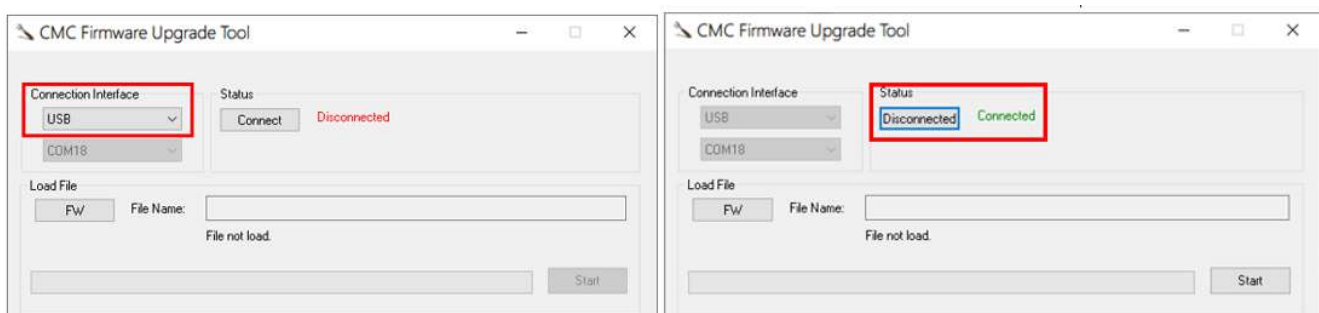 CMC Firmware Upgrade Tool
Connection Interface
Status
USB
Connect
Disconnected
COM18
Load File
FW
File Name:
File not load.
Start
CMC Firmware Upgrade Tool
Connection Interface
Status
USB
Disconnected
Connected
COM18
Load File
FW
File Name:
File not load.
Start